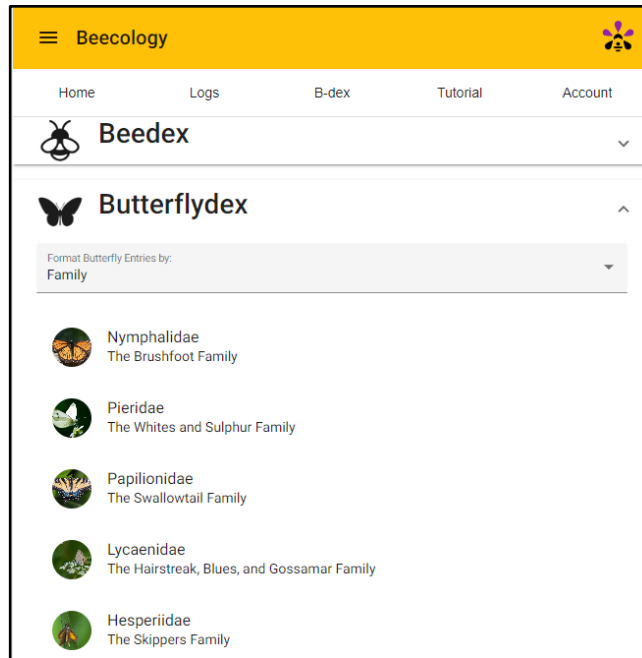 Beecology
Home Logs B-dex Tutorial Account
Beedex
Butterflydex
Format Butterfly Entries by:
Family
Nymphalidae
The Brushfoot Family
Pieridae
The Whites and Sulphur Family
Papilionidae
The Swallowtail Family
Lycaenidae
The Hairstreak, Blues, and Gossamar Family
Hesperiidae
The Skippers Family